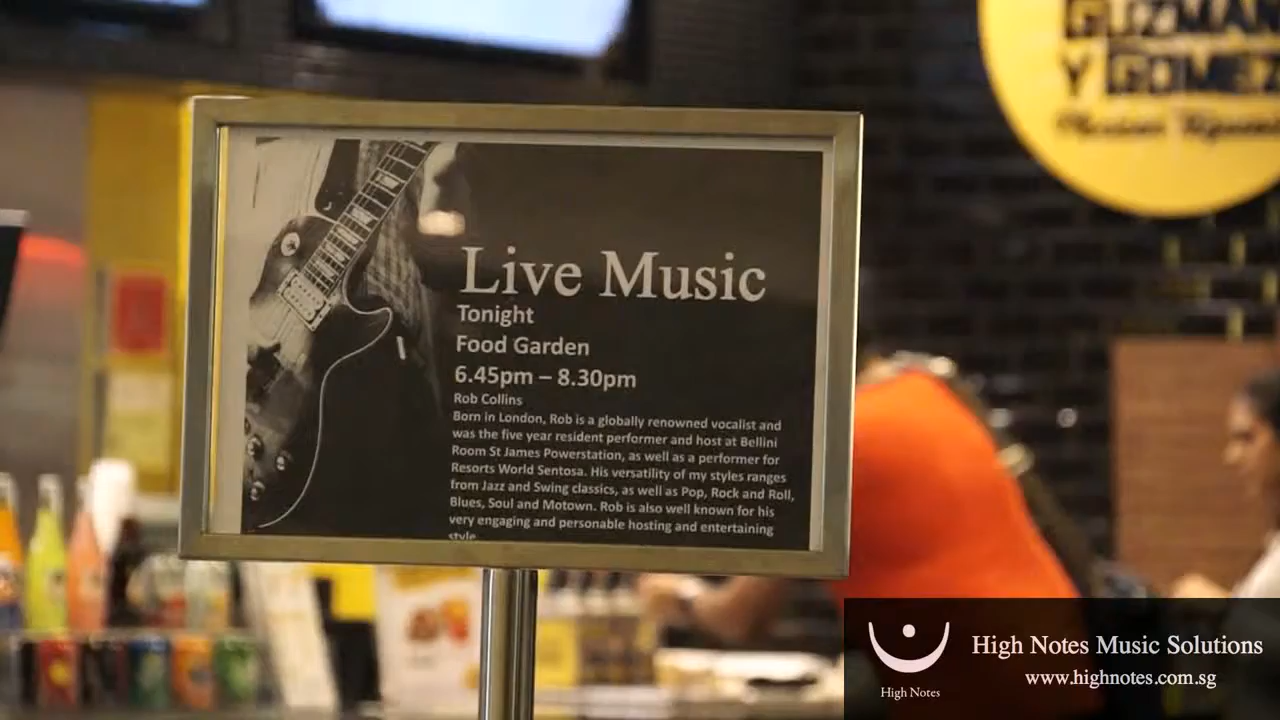 GUZMAN
Y GOMEZ
Live Music
Tonight
Food Garden
6.45pm – 8.30pm
Rob Collins
Born in London, Rob is a globally renowned vocalist and
was the five year resident performer and host at Bellini
Room St James Powerstation, as well as a performer for
Resorts World Sentosa. His versatility of my styles ranges
from Jazz and Swing classics, as well as Pop, Rock and Roll,
Blues, Soul and Motown. Rob is also well known for his
very engaging and personable hosting and entertaining
style
High Notes
High Notes Music Solutions
www.highnotes.com.sg